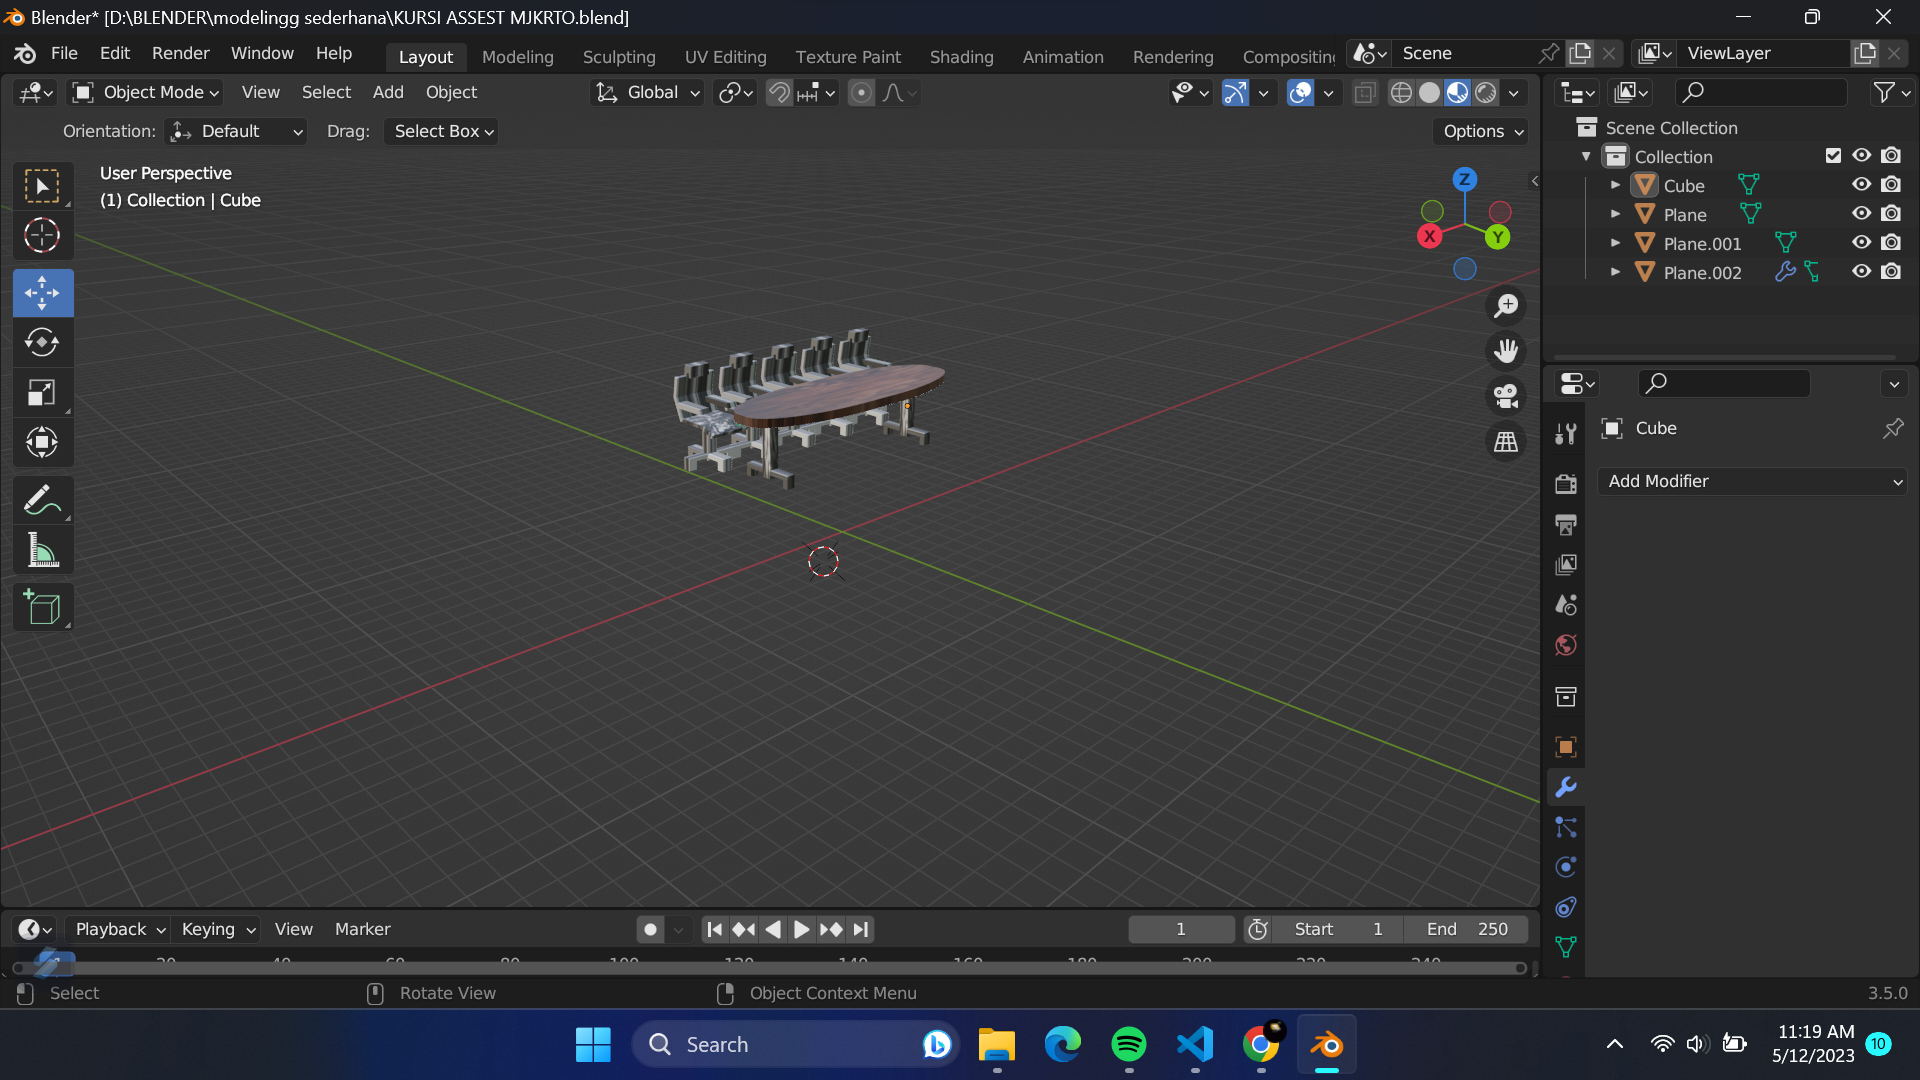 Blender* [D:\BLENDER\modelingg sederhana\KURSI ASSEST MJKRTO.blend]
File Edit Render Window Help Layout Modeling Sculpting UV Editing Texture Paint Shading Animation Rendering Compositing Scene ViewLayer
Object Mode View Select Add Object Global
Orientation: Default Drag: Select Box Options
User Perspective
(1) Collection | Cube
Z
X
Y
Scene Collection
Collection
Cube
Plane
Plane.001
Plane.002
Cube
Add Modifier
Playback Keying View Marker 1 Start 1 End 250
1 20 40 60 80 100 120 140 160 180 200 220 240
Select Rotate View Object Context Menu 3.5.0
Search
11:19 AM
5/12/2023
10